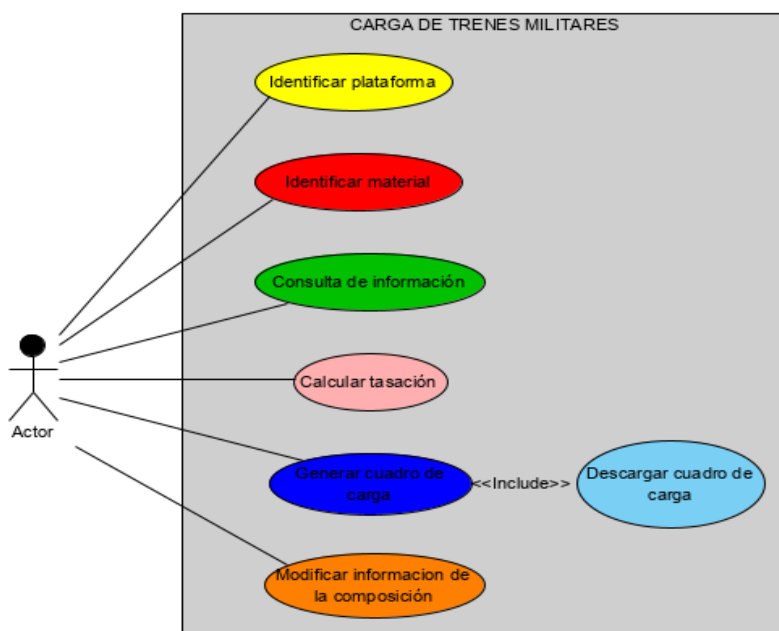 CARGA DE TRENES MILITARES
Identificar plataforma
Identificar material
Consulta de información
Calcular tasación
Actor
Generar cuadro de
carga
<<Include>>
Descargar cuadro de
carga
Modificar informacion de
la composición